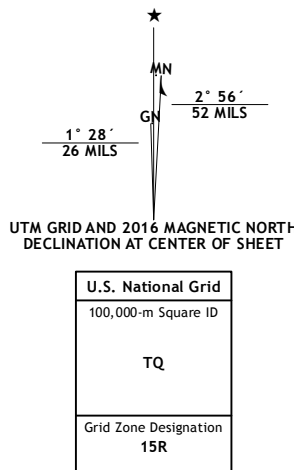 ★
MN
GN
2° 56´
52 MILS
1° 28´
26 MILS
UTM GRID AND 2016 MAGNETIC NORTH
DECLINATION AT CENTER OF SHEET
U.S. National Grid
100,000-m Square ID
TQ
Grid Zone Designation
15R